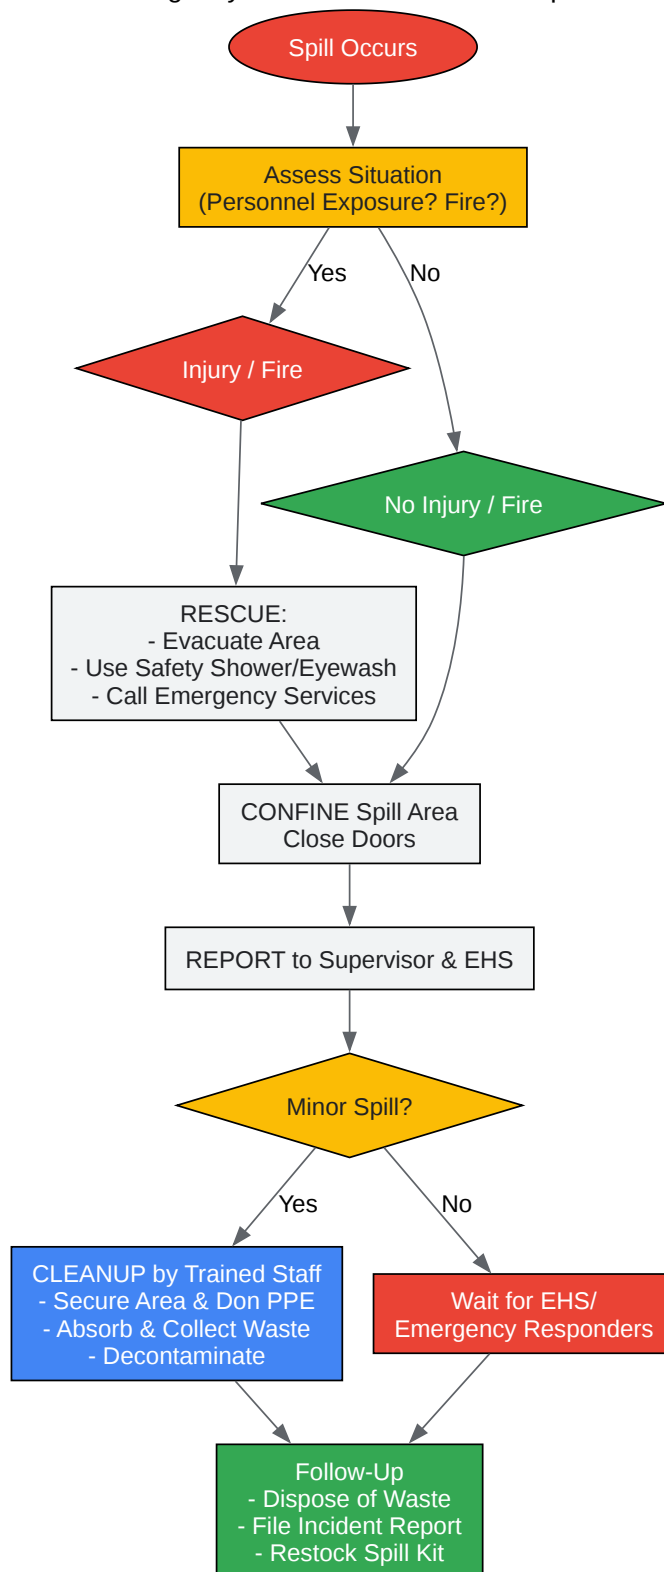 Spill Occurs
Assess Situation
(Personnel Exposure? Fire?)
Yes
No
Injury / Fire
No Injury / Fire
RESCUE:
- Evacuate Area
- Use Safety Shower/Eyewash
- Call Emergency Services
CONFINE Spill Area
Close Doors
REPORT to Supervisor & EHS
Minor Spill?
Yes
No
CLEANUP by Trained Staff
- Secure Area & Don PPE
- Absorb & Collect Waste
- Decontaminate
Wait for EHS/
Emergency Responders
Follow-Up
- Dispose of Waste
- File Incident Report
- Restock Spill Kit